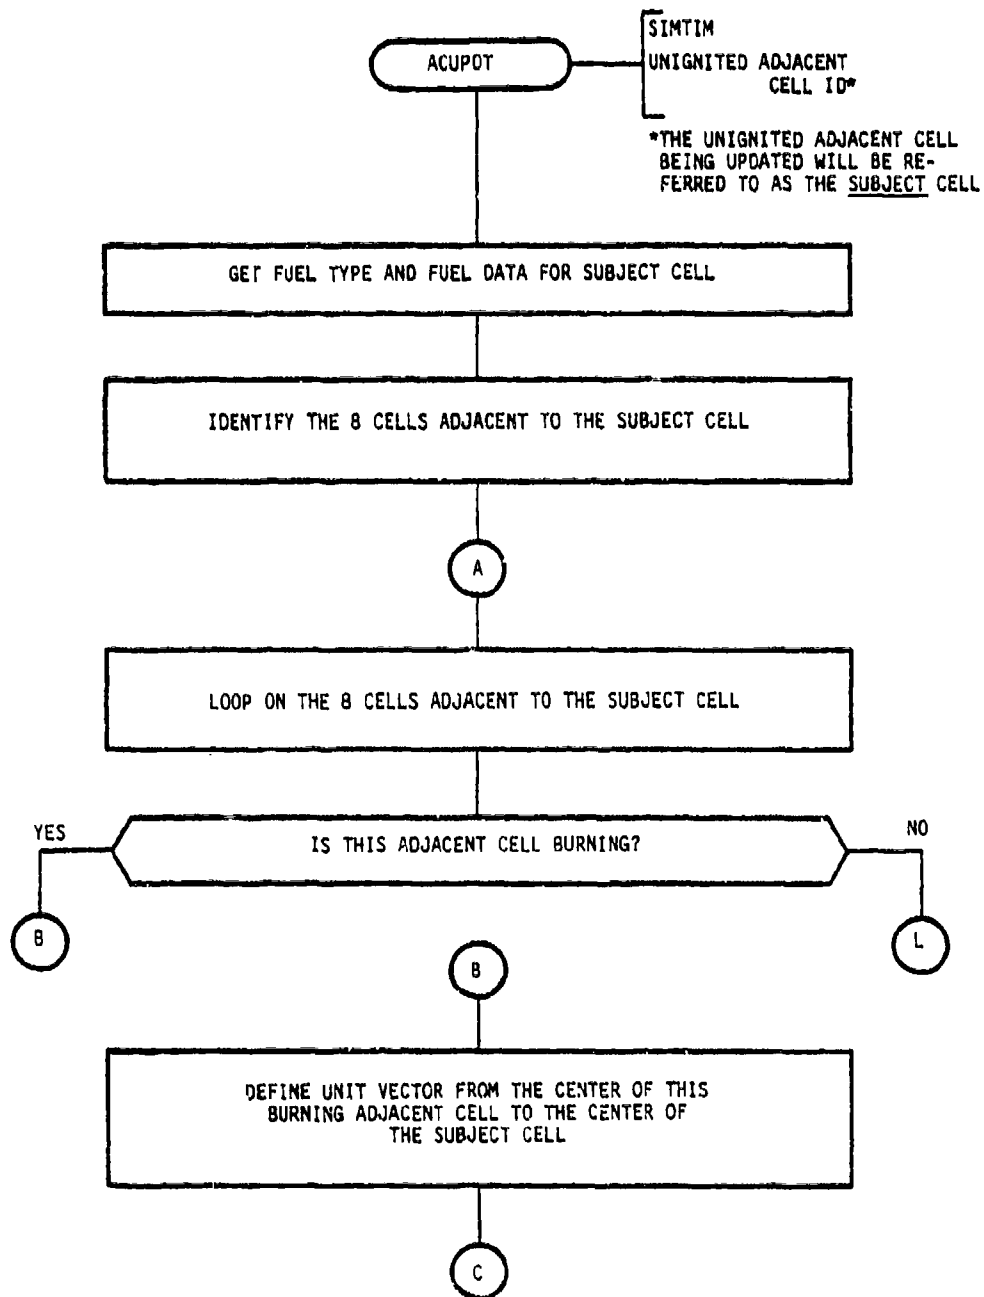 ACUPOT
SIMTIM
UNIGNITED ADJACENT
CELL ID*
*THE UNIGNITED ADJACENT CELL
BEING UPDATED WILL BE RE-
FERRED TO AS THE SUBJECT CELL
GET FUEL TYPE AND FUEL DATA FOR SUBJECT CELL
IDENTIFY THE 8 CELLS ADJACENT TO THE SUBJECT CELL
A
LOOP ON THE 8 CELLS ADJACENT TO THE SUBJECT CELL
YES
IS THIS ADJACENT CELL BURNING?
NO
B
L
B
DEFINE UNIT VECTOR FROM THE CENTER OF THIS
BURNING ADJACENT CELL TO THE CENTER OF
THE SUBJECT CELL
C